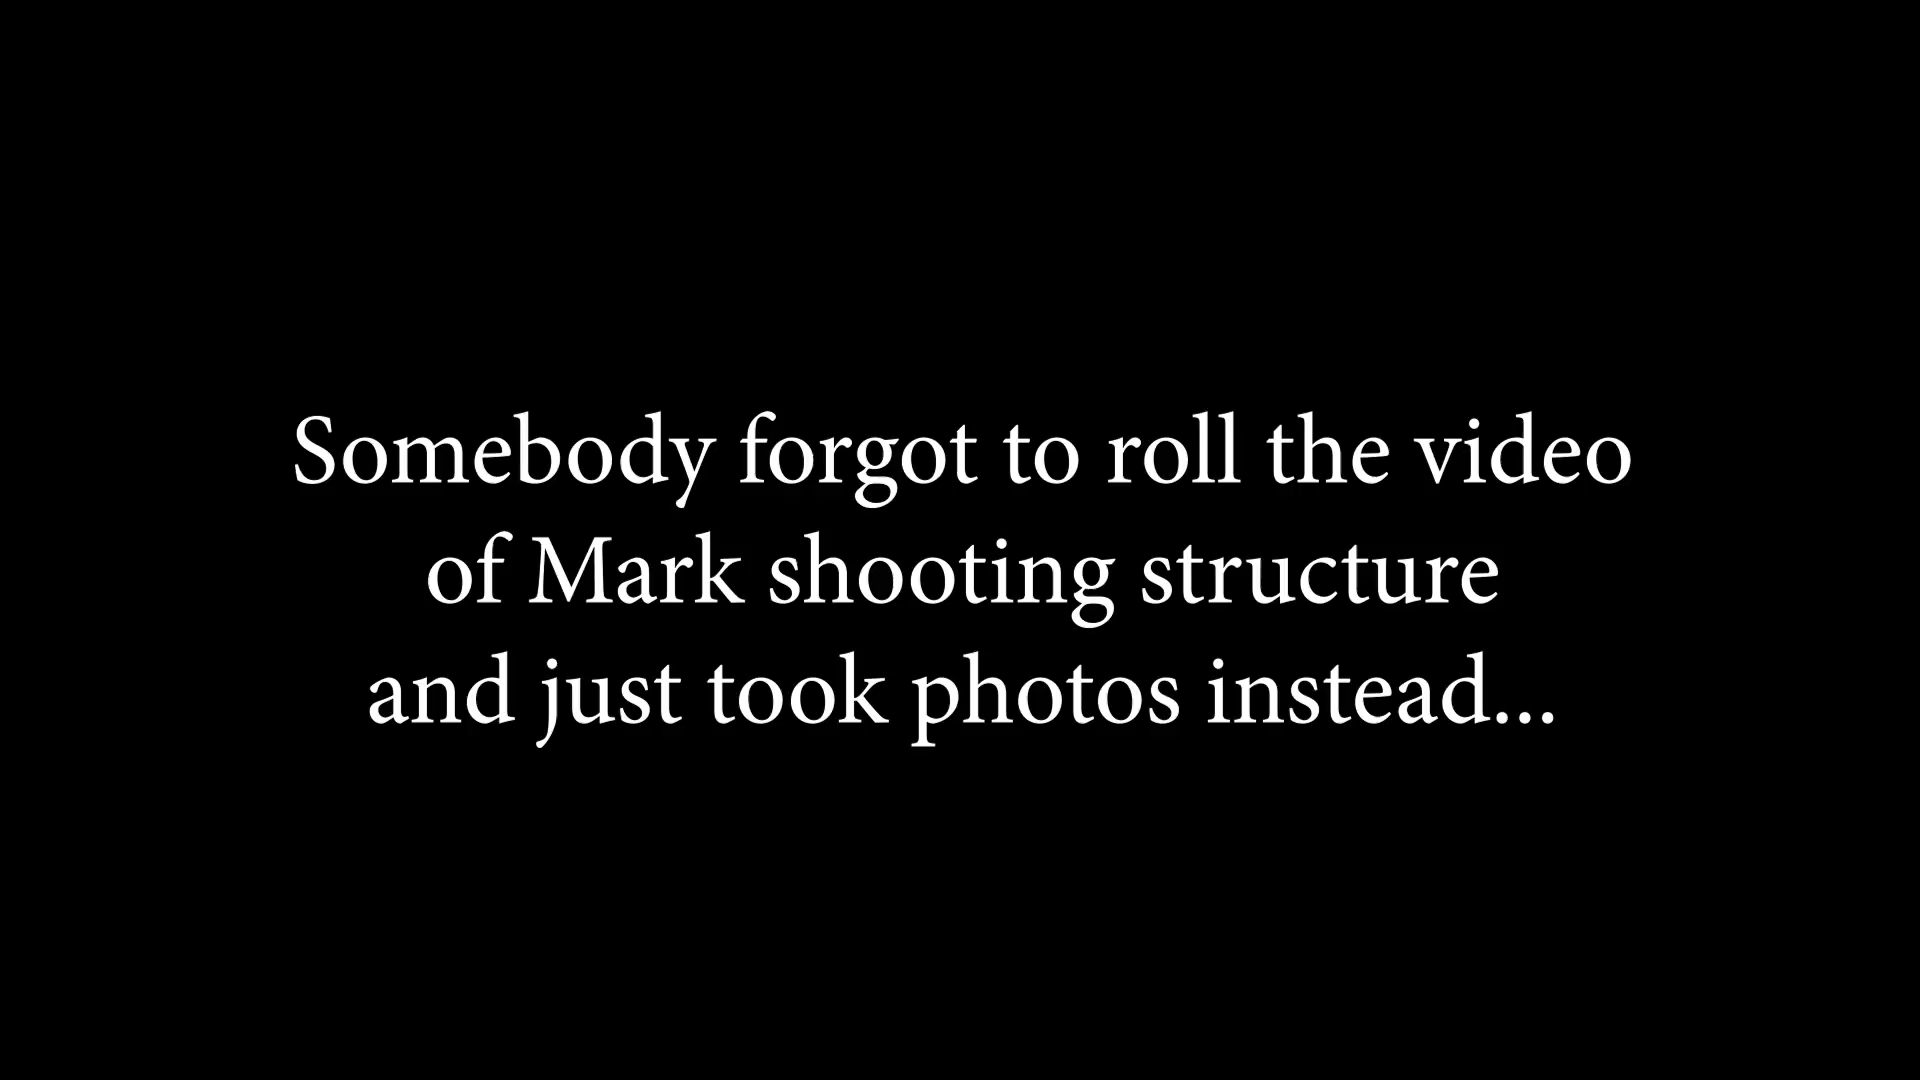 Somebody forgot to roll the video
of Mark shooting structure
and just took photos instead...